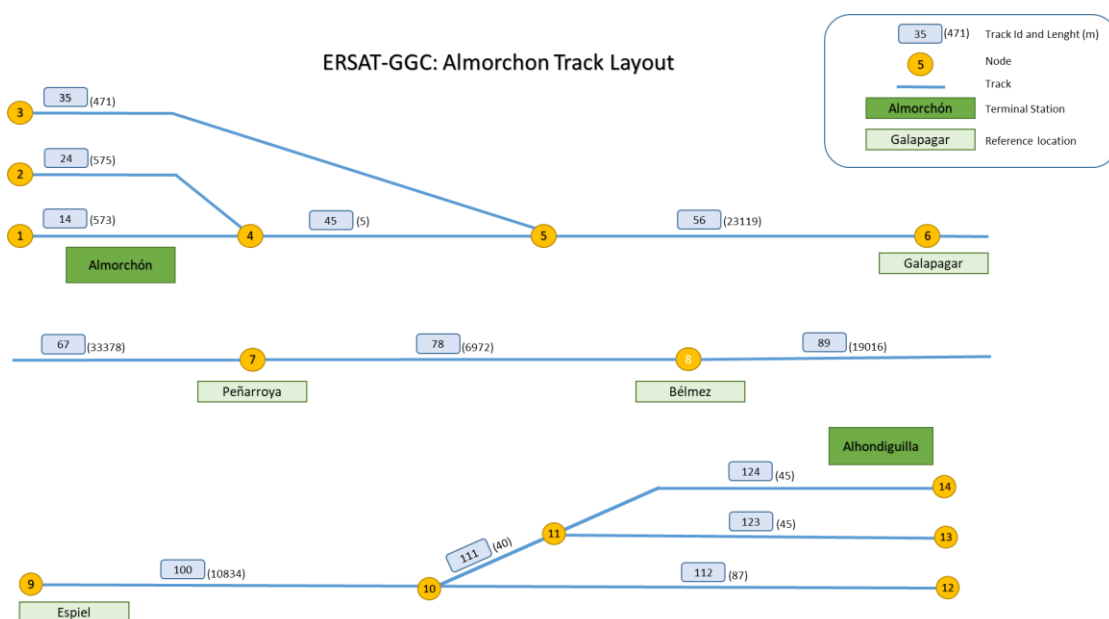 ERSAT-GGC: Almorchon Track Layout
35 (471) Track Id and Lenght (m)
5 Node
Track
Almorchón Terminal Station
Galapagar Reference location
35 (471)
3
24 (575)
2
14 (573) 45 (5) 56 (23119)
1 4 5 6
Almorchón Galapagar
67 (33378) 78 (6972) 89 (19016)
7 8
Peñarroya Bélmez
Alhondiguilla
124 (45)
14
123 (45)
11 13
111 (40)
100 (10834) 112 (87)
9 10 12
Espiel